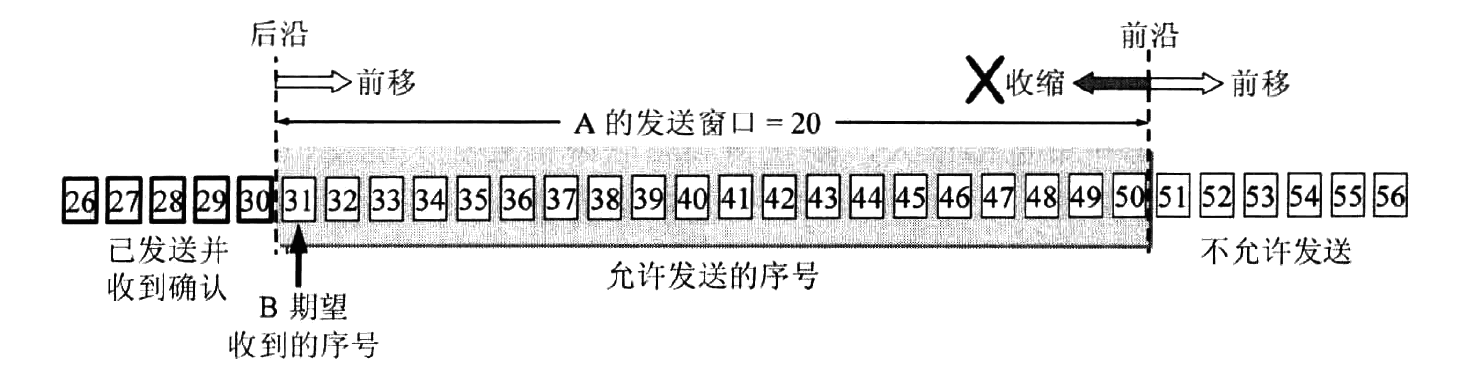 后沿
前沿
前移
收缩
前移
A 的发送窗口 = 20
26 27 28 29 30 31 32 33 34 35 36 37 38 39 40 41 42 43 44 45 46 47 48 49 50 51 52 53 54 55 56
已发送并
收到确认
允许发送的序号
不允许发送
B 期望
收到的序号